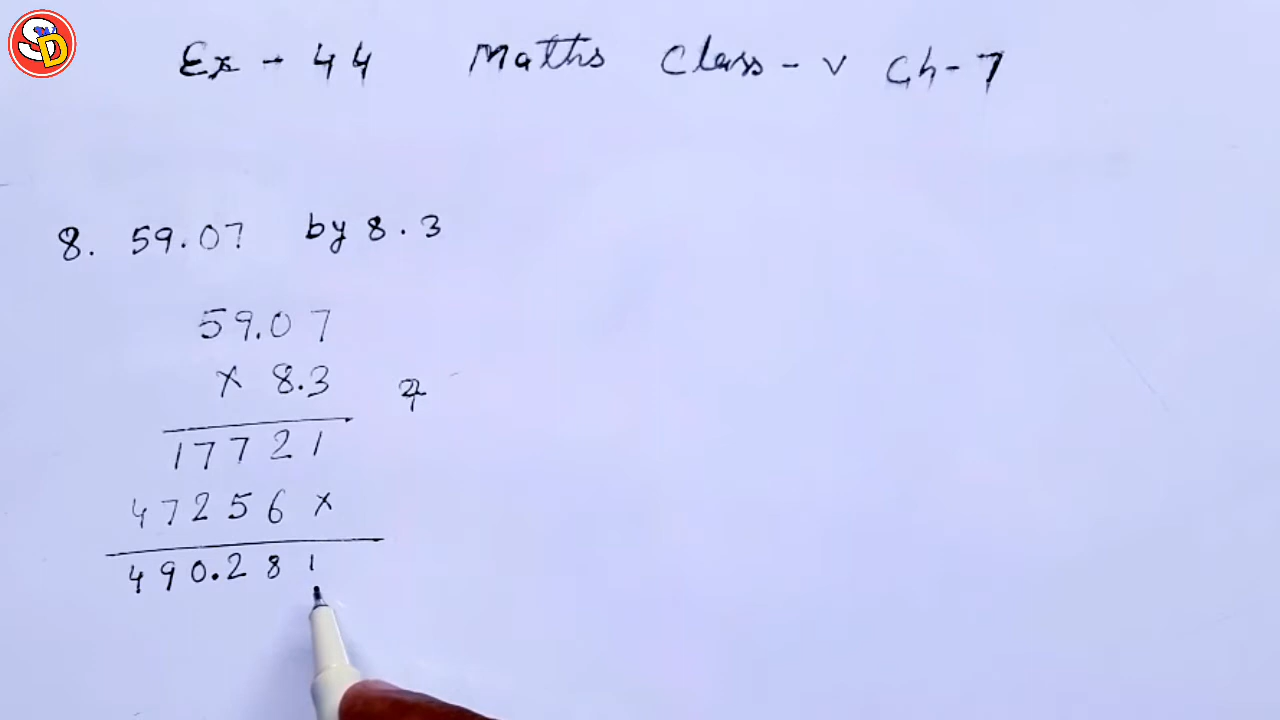 SD
Ex - 44 Maths Class - V Ch - 7
8. 59.07 by 8.3
59.07
× 8.3
17721
47256×
490.281